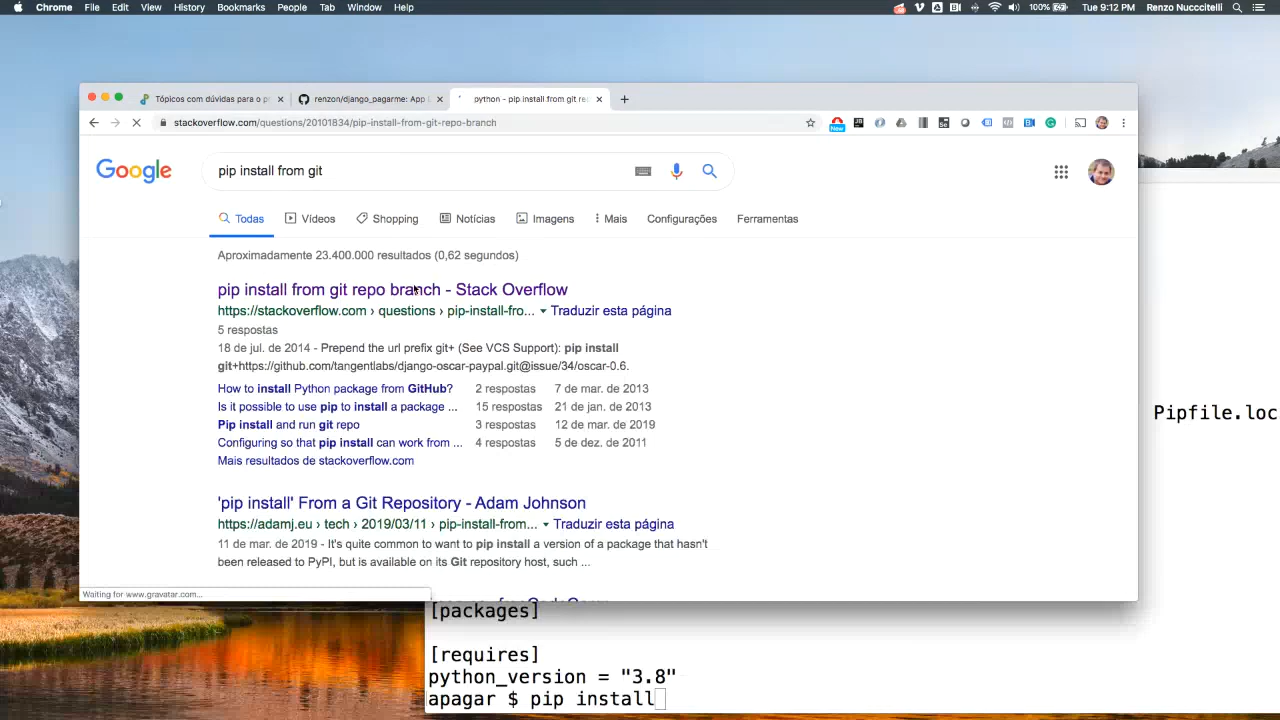 Chrome File Edit View History Bookmarks People Tab Window Help 100% Tue 9:12 PM Renzo Nuccitelli
Tópicos com dúvidas para o p renzon/django_pagarme: App python - pip install from git re
stackoverflow.com/questions/20101834/pip-install-from-git-repo-branch
New
Google pip install from git
Todas Vídeos Shopping Notícias Imagens Mais Configurações Ferramentas
Aproximadamente 23.400.000 resultados (0,62 segundos)
pip install from git repo branch - Stack Overflow
https://stackoverflow.com › questions › pip-install-fro... Traduzir esta página
5 respostas
18 de jul. de 2014 - Prepend the url prefix git+ (See VCS Support): pip install
git+https://github.com/tangentlabs/django-oscar-paypal.git@issue/34/oscar-0.6.
How to install Python package from GitHub? 2 respostas 7 de mar. de 2013
Is it possible to use pip to install a package ... 15 respostas 21 de jan. de 2013
Pip install and run git repo 3 respostas 12 de mar. de 2019
Configuring so that pip install can work from ... 4 respostas 5 de dez. de 2011
Mais resultados de stackoverflow.com
'pip install' From a Git Repository - Adam Johnson
https://adamj.eu › tech › 2019/03/11 › pip-install-from... Traduzir esta página
11 de mar. de 2019 - It's quite common to want to pip install a version of a package that hasn't
been released to PyPI, but is available on its Git repository host, such ...
Waiting for www.gravatar.com...
Pipfile.loc
[packages]
[requires]
python_version = "3.8"
apagar $ pip install